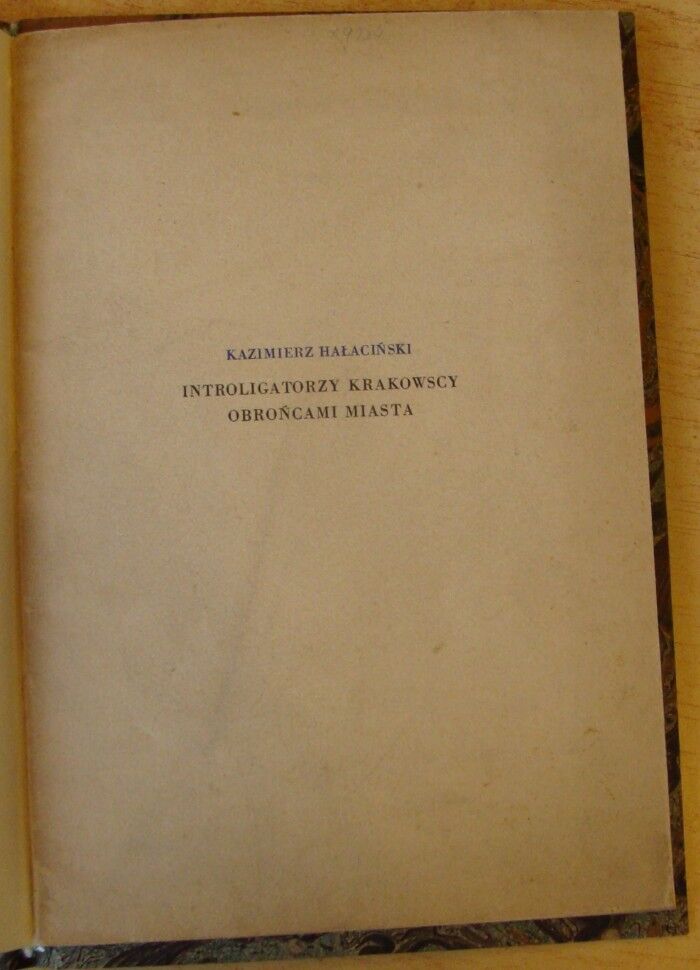 KAZIMIERZ HAŁACIŃSKI
INTROLIGATORZY KRAKOWSCY
OBROŃCAMI MIASTA